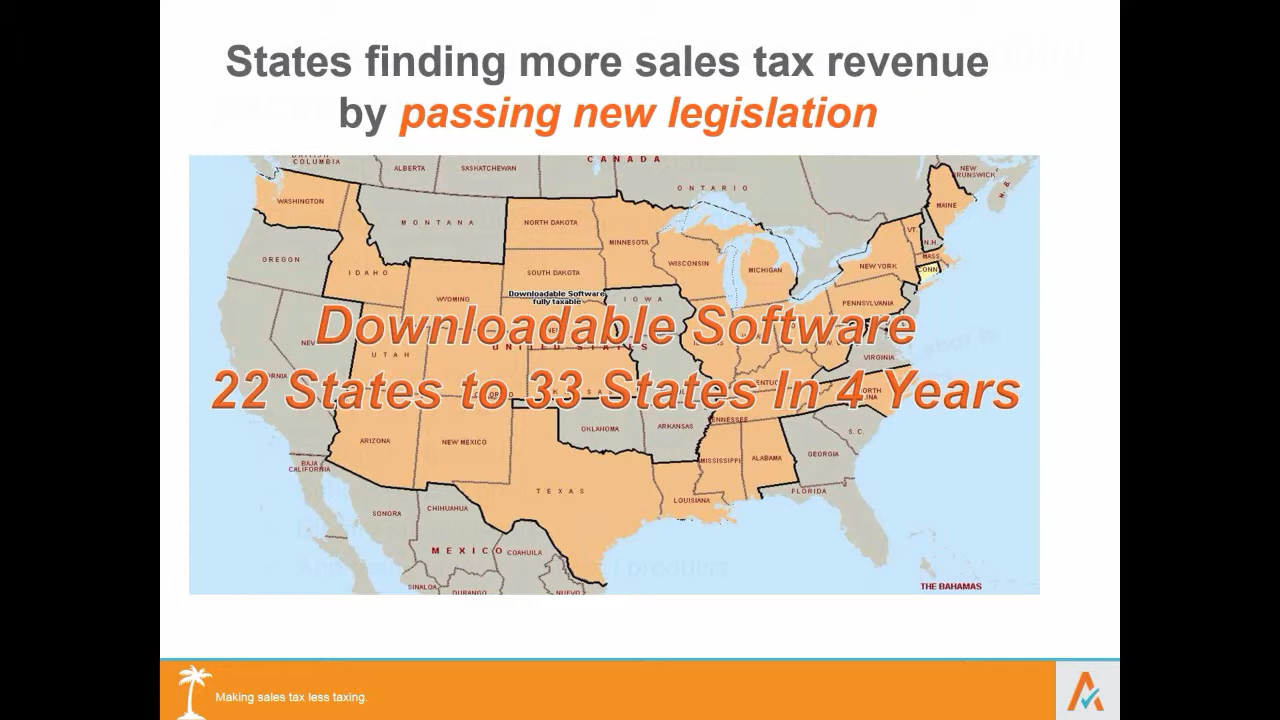 States finding more sales tax revenue
by passing new legislation
BRITISH
COLUMBIA
ALBERTA
SASKATCHEWAN
CANADA
ONTARIO
NEW
BRUNSWICK
N. S.
WASHINGTON
MONTANA
NORTH DAKOTA
MINNESOTA
MAINE
VT.
N.H.
MASS.
CONN
OREGON
IDAHO
SOUTH DAKOTA
WISCONSIN
MICHIGAN
NEW YORK
WYOMING
Downloadable Software
fully taxable
IOWA
PENNSYLVANIA
Downloadable Software
NEV
UTAH
UNITED STATES
VIRGINIA
22 States to 33 States In 4 Years
ARIZONA
NEW MEXICO
OKLAHOMA
ARKANSAS
TENNESSEE
S.C.
MISSISSIPPI
ALABAMA
GEORGIA
BAJA
CALIFORNIA
TEXAS
LOUISIANA
FLORIDA
SONORA
CHIHUAHUA
MEXICO
COAHUILA
SINALOA
DURANGO
NUEVO
THE BAHAMAS
Making sales tax less taxing.